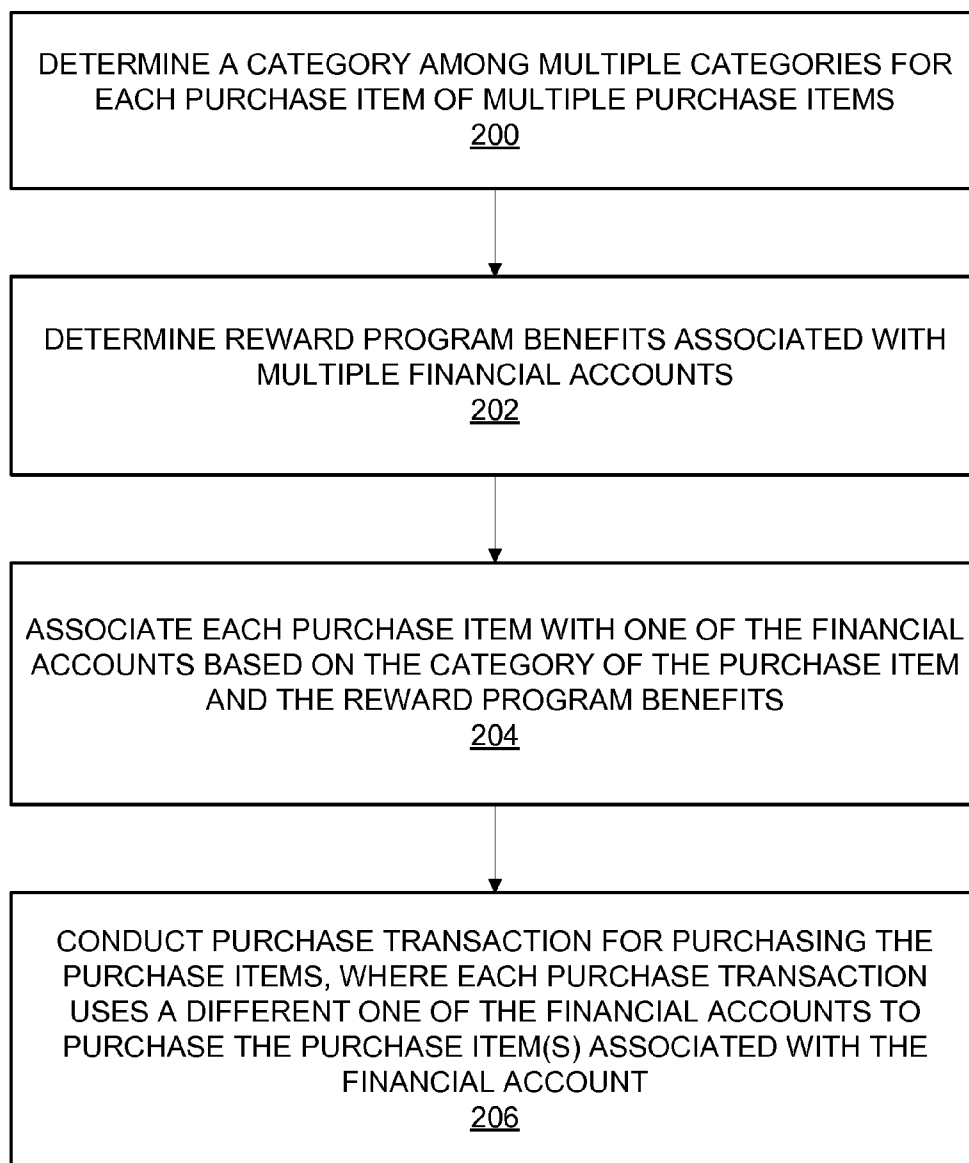 DETERMINE A CATEGORY AMONG MULTIPLE CATEGORIES FOR
EACH PURCHASE ITEM OF MULTIPLE PURCHASE ITEMS
200
DETERMINE REWARD PROGRAM BENEFITS ASSOCIATED WITH
MULTIPLE FINANCIAL ACCOUNTS
202
ASSOCIATE EACH PURCHASE ITEM WITH ONE OF THE FINANCIAL
ACCOUNTS BASED ON THE CATEGORY OF THE PURCHASE ITEM
AND THE REWARD PROGRAM BENEFITS
204
CONDUCT PURCHASE TRANSACTION FOR PURCHASING THE
PURCHASE ITEMS, WHERE EACH PURCHASE TRANSACTION
USES A DIFFERENT ONE OF THE FINANCIAL ACCOUNTS TO
PURCHASE THE PURCHASE ITEM(S) ASSOCIATED WITH THE
FINANCIAL ACCOUNT
206